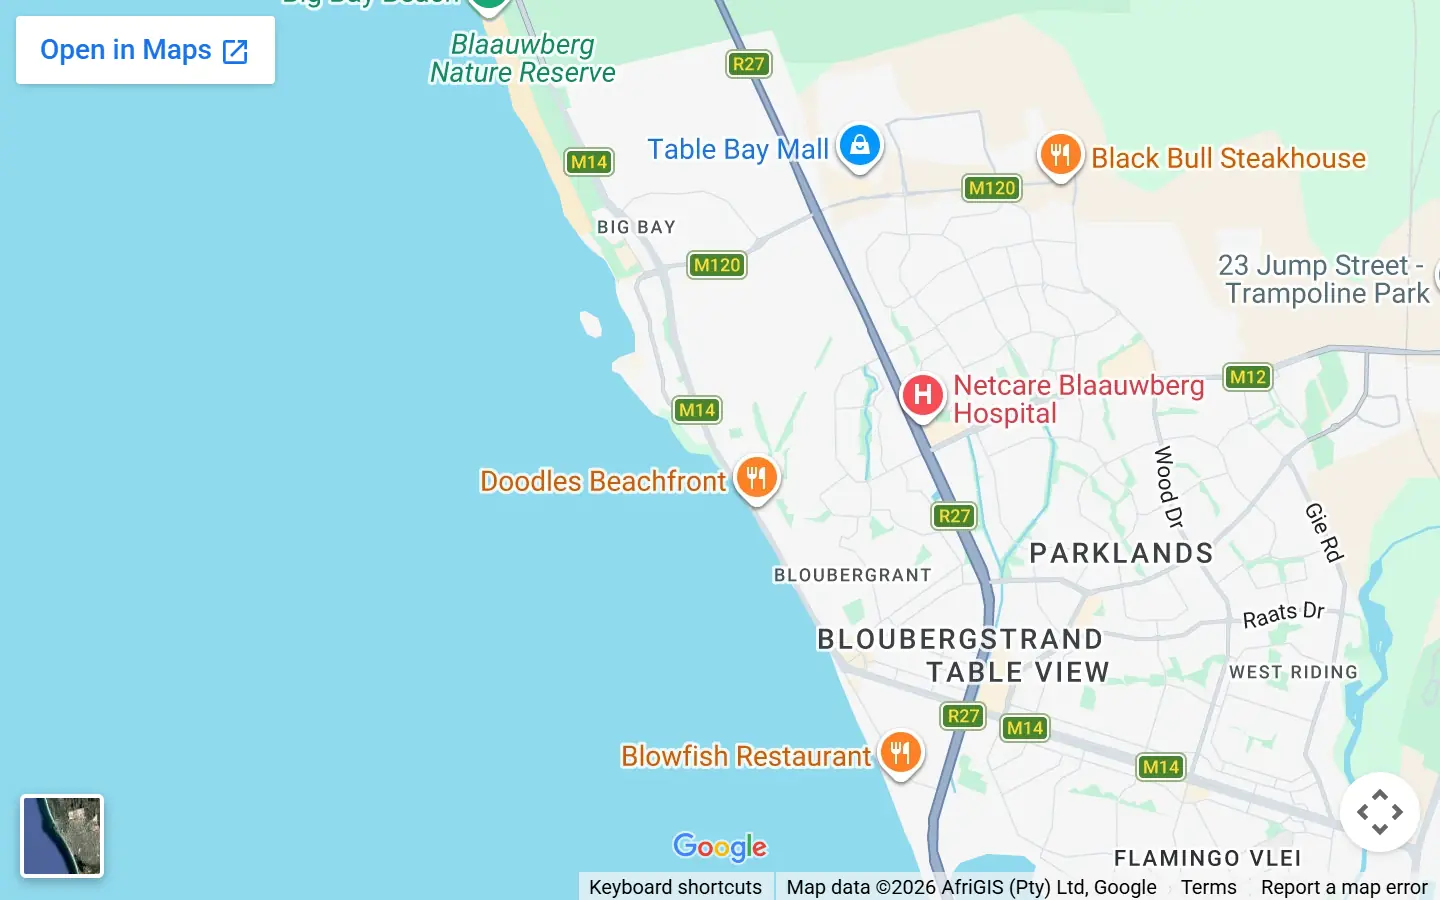 Big Bay Beach
Open in Maps
Blaauwberg
Nature Reserve
R27
Table Bay Mall
M14
Black Bull Steakhouse
M120
BIG BAY
M120
23 Jump Street -
Trampoline Park
M12
Netcare Blaauwberg
Hospital
M14
Wood Dr
Doodles Beachfront
R27
Gie Rd
PARKLANDS
BLOUBERGRANT
Raats Dr
BLOUBERGSTRAND
TABLE VIEW
WEST RIDING
R27
M14
Blowfish Restaurant
M14
Google
FLAMINGO VLEI
Keyboard shortcuts
Map data ©2026 AfriGIS (Pty) Ltd, Google
Terms
Report a map error